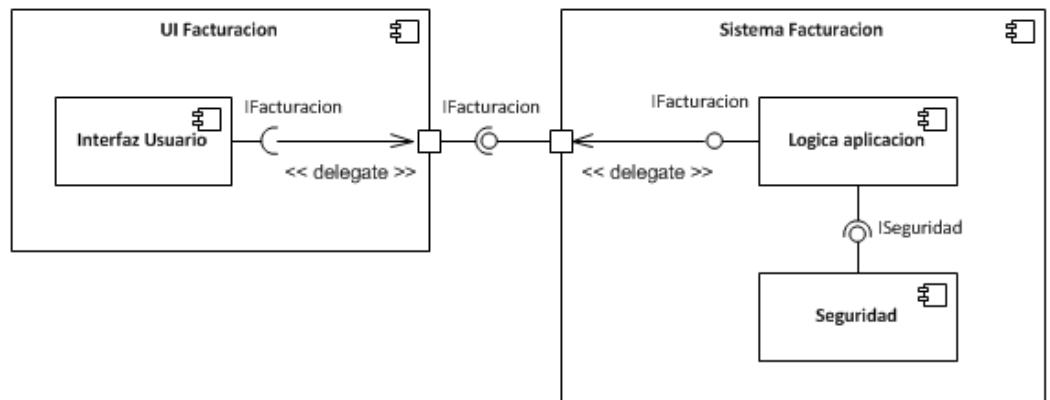 UI Facturacion
Sistema Facturacion
IFacturacion
IFacturacion
IFacturacion
Interfaz Usuario
Logica aplicacion
<< delegate >>
<< delegate >>
ISeguridad
Seguridad